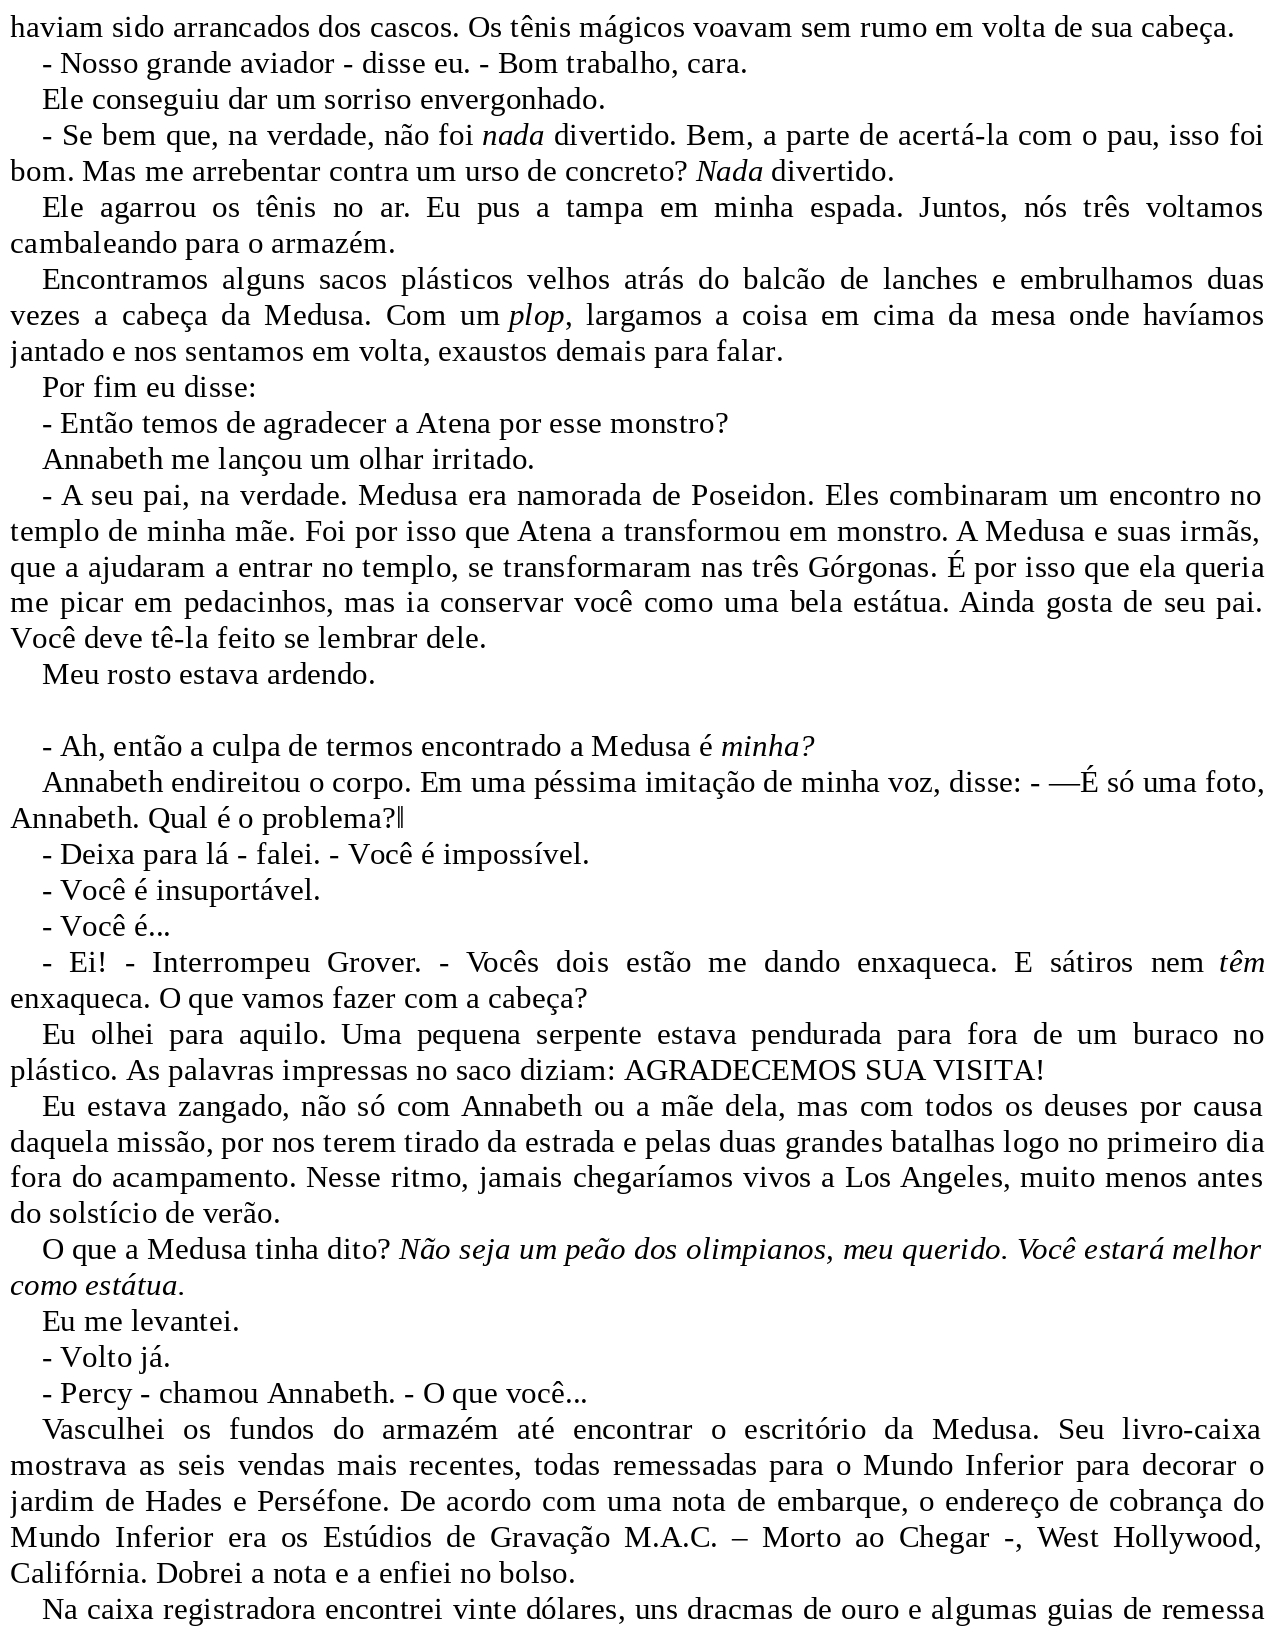 haviam sido arrancados dos cascos. Os tênis mágicos voavam sem rumo em volta de sua cabeça.
- Nosso grande aviador - disse eu. - Bom trabalho, cara.
Ele conseguiu dar um sorriso envergonhado.
- Se bem que, na verdade, não foi nada divertido. Bem, a parte de acertá-la com o pau, isso foi
bom. Mas me arrebentar contra um urso de concreto? Nada divertido.
Ele agarrou os tênis no ar. Eu pus a tampa em minha espada. Juntos, nós três voltamos
cambaleando para o armazém.
Encontramos alguns sacos plásticos velhos atrás do balcão de lanches e embrulhamos duas
vezes a cabeça da Medusa. Com um plop, largamos a coisa em cima da mesa onde havíamos
jantado e nos sentamos em volta, exaustos demais para falar.
Por fim eu disse:
- Então temos de agradecer a Atena por esse monstro?
Annabeth me lançou um olhar irritado.
- A seu pai, na verdade. Medusa era namorada de Poseidon. Eles combinaram um encontro no
templo de minha mãe. Foi por isso que Atena a transformou em monstro. A Medusa e suas irmãs,
que a ajudaram a entrar no templo, se transformaram nas três Górgonas. É por isso que ela queria
me picar em pedacinhos, mas ia conservar você como uma bela estátua. Ainda gosta de seu pai.
Você deve tê-la feito se lembrar dele.
Meu rosto estava ardendo.
- Ah, então a culpa de termos encontrado a Medusa é minha?
Annabeth endireitou o corpo. Em uma péssima imitação de minha voz, disse: - ―É só uma foto,
Annabeth. Qual é o problema?‖
- Deixa para lá - falei. - Você é impossível.
- Você é insuportável.
- Você é...
- Ei! - Interrompeu Grover. - Vocês dois estão me dando enxaqueca. E sátiros nem têm
enxaqueca. O que vamos fazer com a cabeça?
Eu olhei para aquilo. Uma pequena serpente estava pendurada para fora de um buraco no
plástico. As palavras impressas no saco diziam: AGRADECEMOS SUA VISITA!
Eu estava zangado, não só com Annabeth ou a mãe dela, mas com todos os deuses por causa
daquela missão, por nos terem tirado da estrada e pelas duas grandes batalhas logo no primeiro dia
fora do acampamento. Nesse ritmo, jamais chegaríamos vivos a Los Angeles, muito menos antes
do solstício de verão.
O que a Medusa tinha dito? Não seja um peão dos olimpianos, meu querido. Você estará melhor
como estátua.
Eu me levantei.
- Volto já.
- Percy - chamou Annabeth. - O que você...
Vasculhei os fundos do armazém até encontrar o escritório da Medusa. Seu livro-caixa
mostrava as seis vendas mais recentes, todas remessadas para o Mundo Inferior para decorar o
jardim de Hades e Perséfone. De acordo com uma nota de embarque, o endereço de cobrança do
Mundo Inferior era os Estúdios de Gravação M.A.C. – Morto ao Chegar -, West Hollywood,
Califórnia. Dobrei a nota e a enfiei no bolso.
Na caixa registradora encontrei vinte dólares, uns dracmas de ouro e algumas guias de remessa